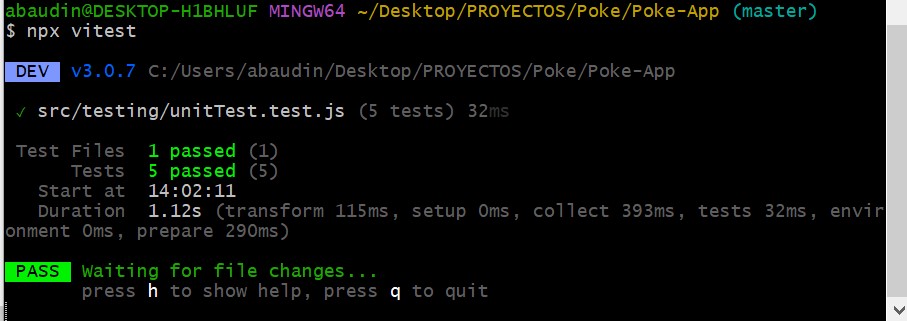 abaudin@DESKTOP-H1BHLUF MINGW64 ~/Desktop/PROYECTOS/Poke/Poke-App (master)
$ npx vitest
DEV v3.0.7 C:/Users/abaudin/Desktop/PROYECTOS/Poke/Poke-App
✓ src/testing/unitTest.test.js (5 tests) 32ms
Test Files 1 passed (1)
Tests 5 passed (5)
Start at 14:02:11
Duration 1.12s (transform 115ms, setup 0ms, collect 393ms, tests 32ms, envir
onment 0ms, prepare 290ms)
PASS Waiting for file changes...
press h to show help, press q to quit